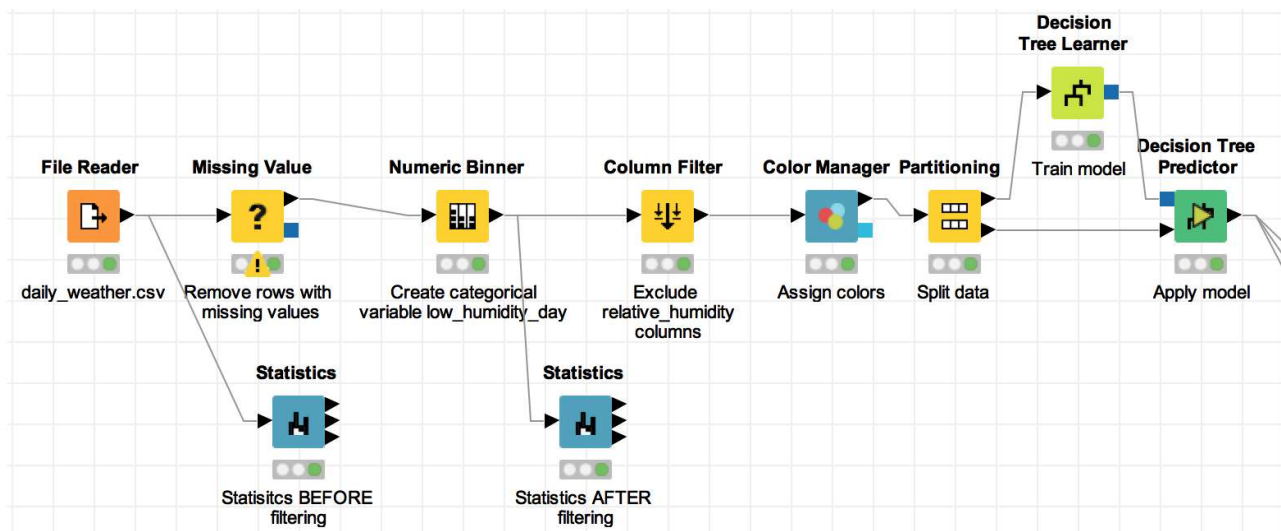 Decision
Tree Learner
Train model
File Reader
daily_weather.csv
Missing Value
?
!
Remove rows with
missing values
Numeric Binner
Create categorical
variable low_humidity_day
Column Filter
Exclude
relative_humidity
columns
Color Manager
Assign colors
Partitioning
Split data
Decision Tree
Predictor
Apply model
Statistics
Statisitcs BEFORE
filtering
Statistics
Statistics AFTER
filtering